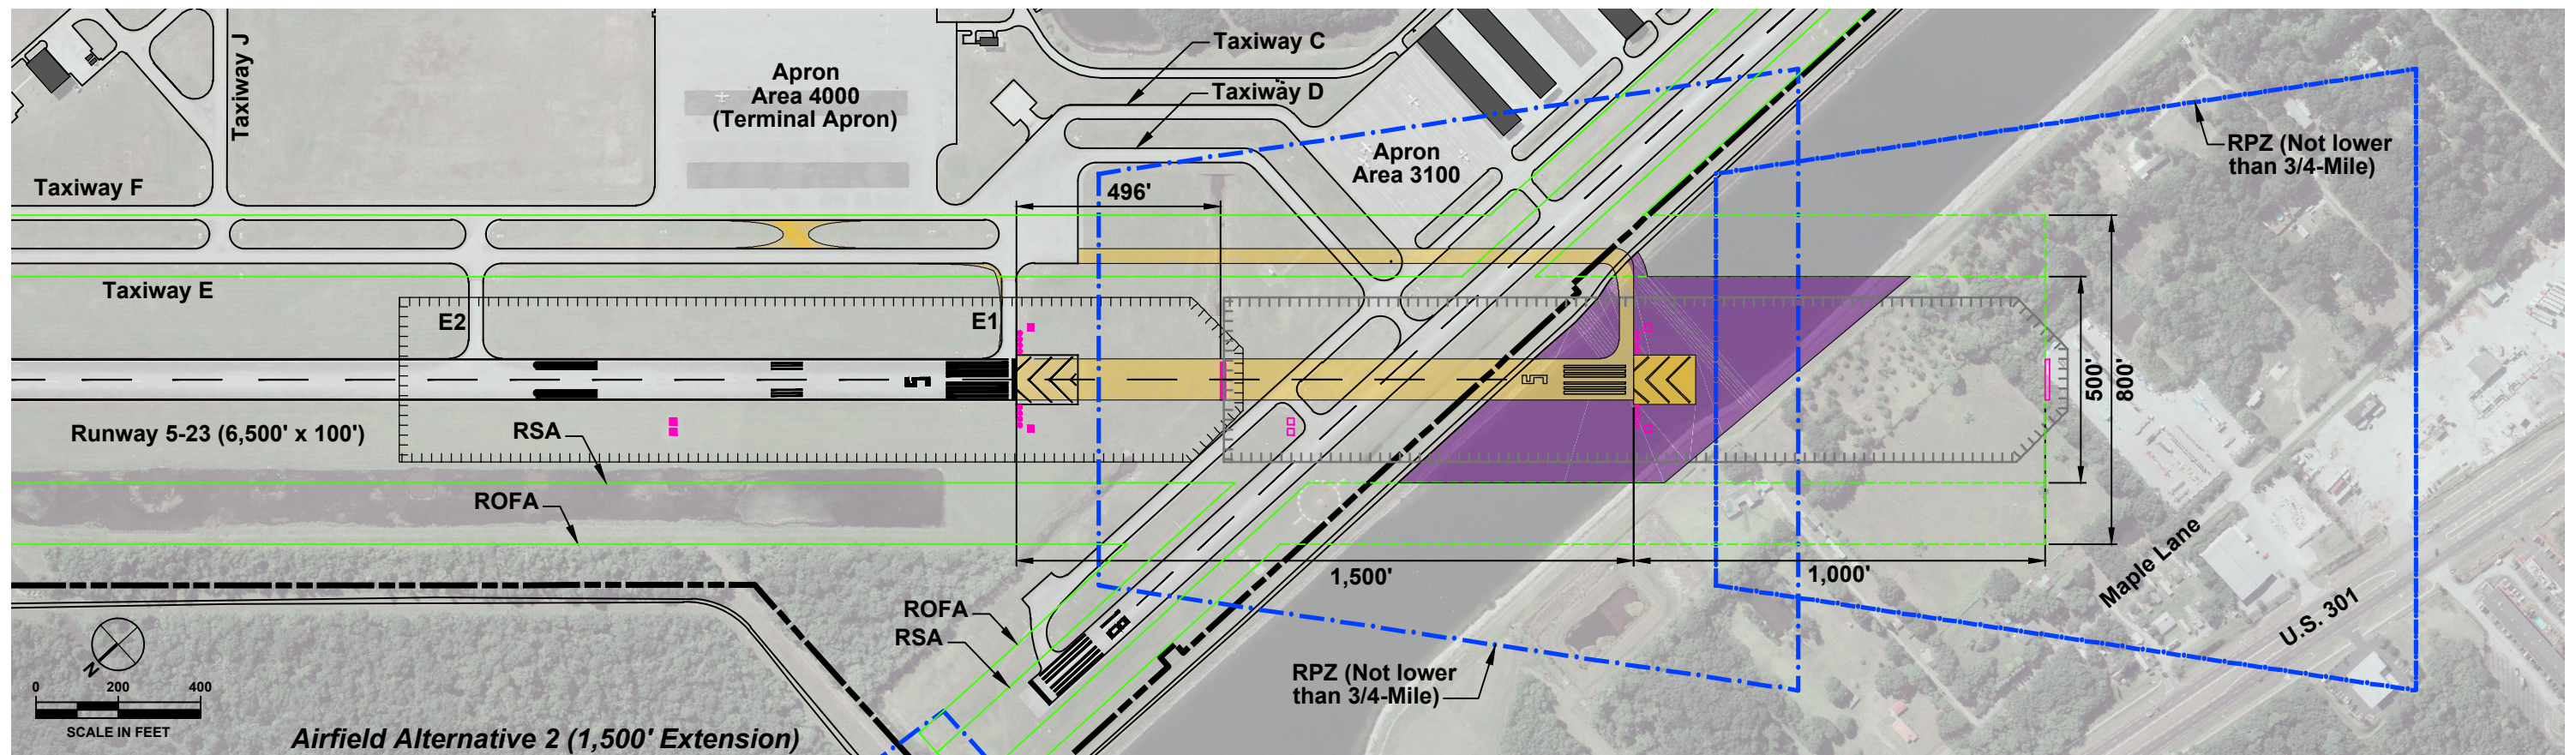 Taxiway J
Taxiway C
Taxiway D
Apron
Area 4000
(Terminal Apron)
Apron
Area 3100
RPZ (Not lower
than 3/4-Mile)
Taxiway F
496'
Taxiway E
E2
E1
5
5
500'
800'
Runway 5-23 (6,500' x 100')
RSA
ROFA
1,500'
1,000'
Maple Lane
U.S. 301
ROFA
RSA
RPZ (Not lower
than 3/4-Mile)
N
0 200 400
SCALE IN FEET
Airfield Alternative 2 (1,500' Extension)